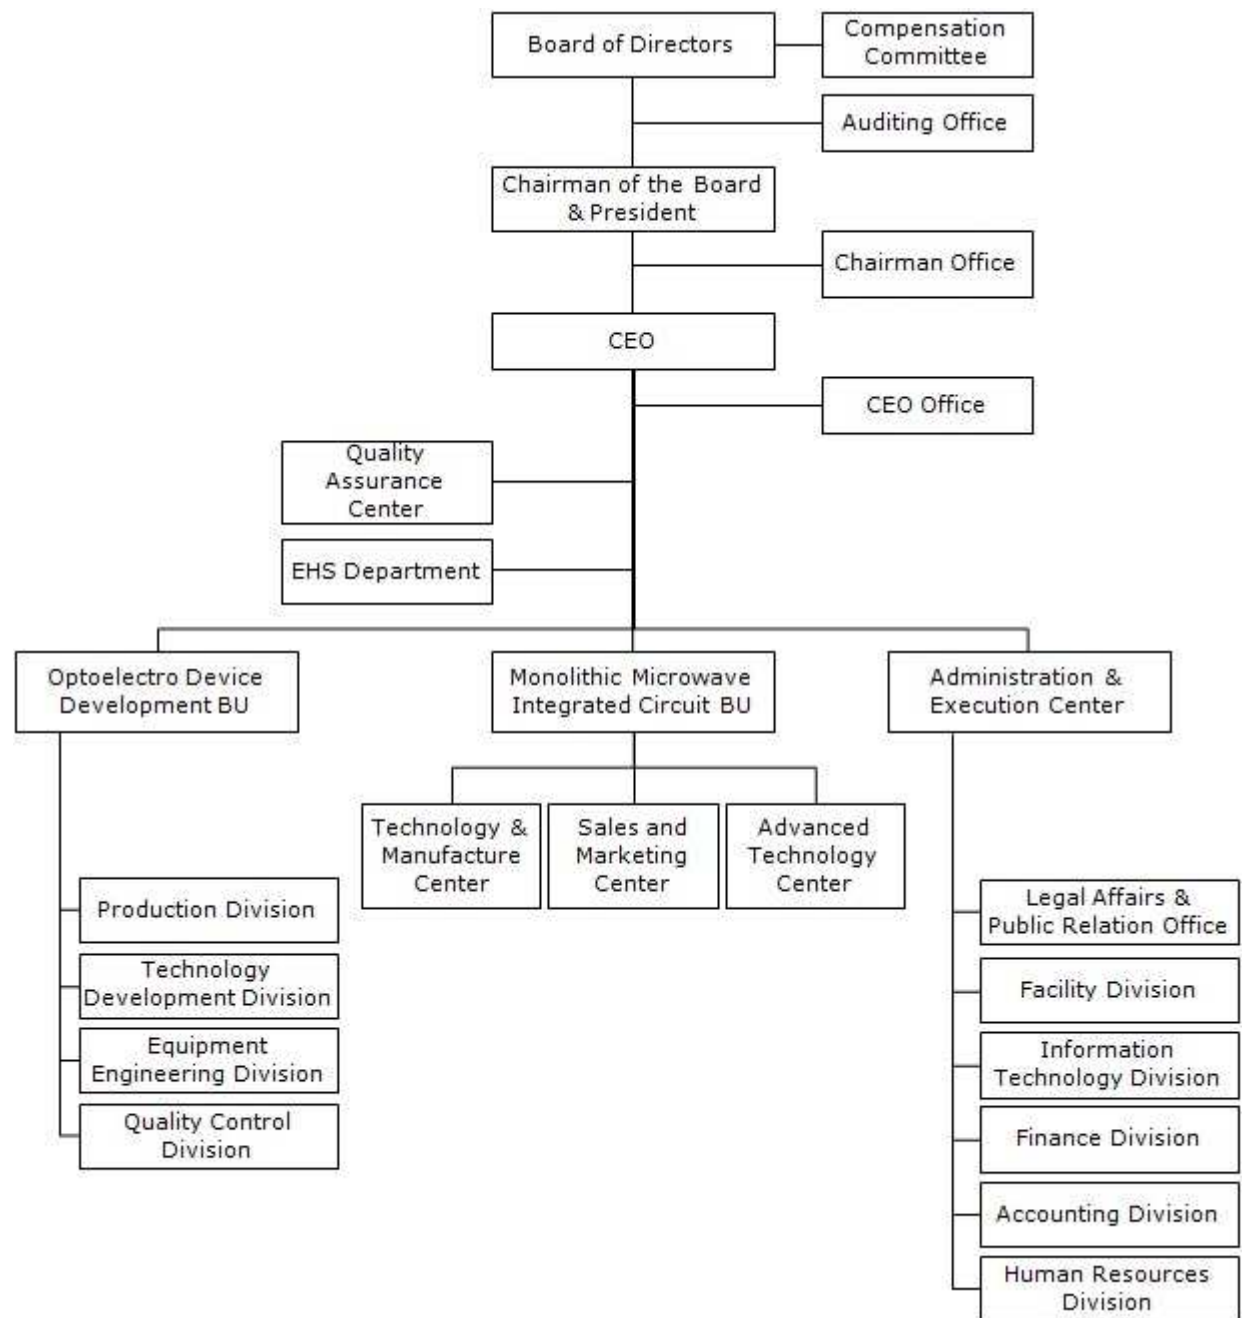 Board of Directors
Compensation
Committee
Auditing Office
Chairman of the Board
& President
Chairman Office
CEO
CEO Office
Quality
Assurance
Center
EHS Department
Optoelectro Device
Development BU
Monolithic Microwave
Integrated Circuit BU
Administration &
Execution Center
Technology &
Manufacture
Center
Sales and
Marketing
Center
Advanced
Technology
Center
Production Division
Technology
Development Division
Equipment
Engineering Division
Quality Control
Division
Legal Affairs &
Public Relation Office
Facility Division
Information
Technology Division
Finance Division
Accounting Division
Human Resources
Division